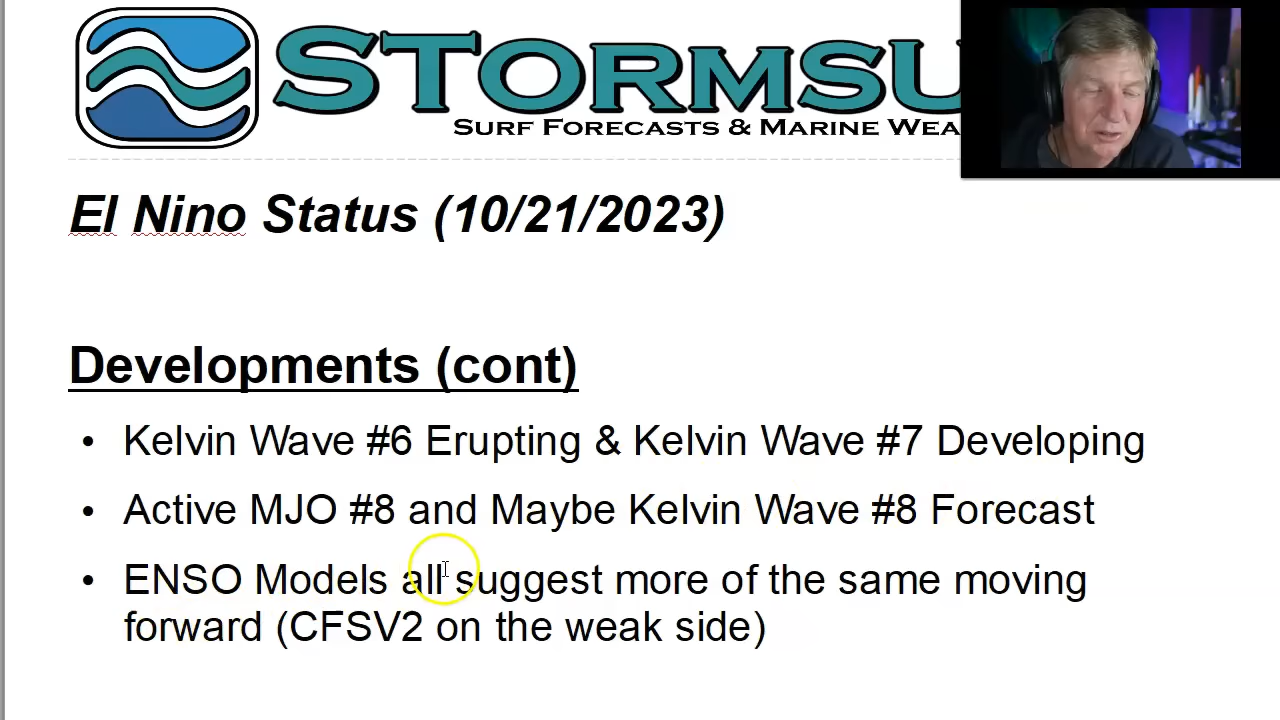 STORMSU
SURF FORECASTS & MARINE WEA
El Nino Status (10/21/2023)
Developments (cont)
• Kelvin Wave #6 Erupting & Kelvin Wave #7 Developing
• Active MJO #8 and Maybe Kelvin Wave #8 Forecast
• ENSO Models all suggest more of the same moving
forward (CFSV2 on the weak side)